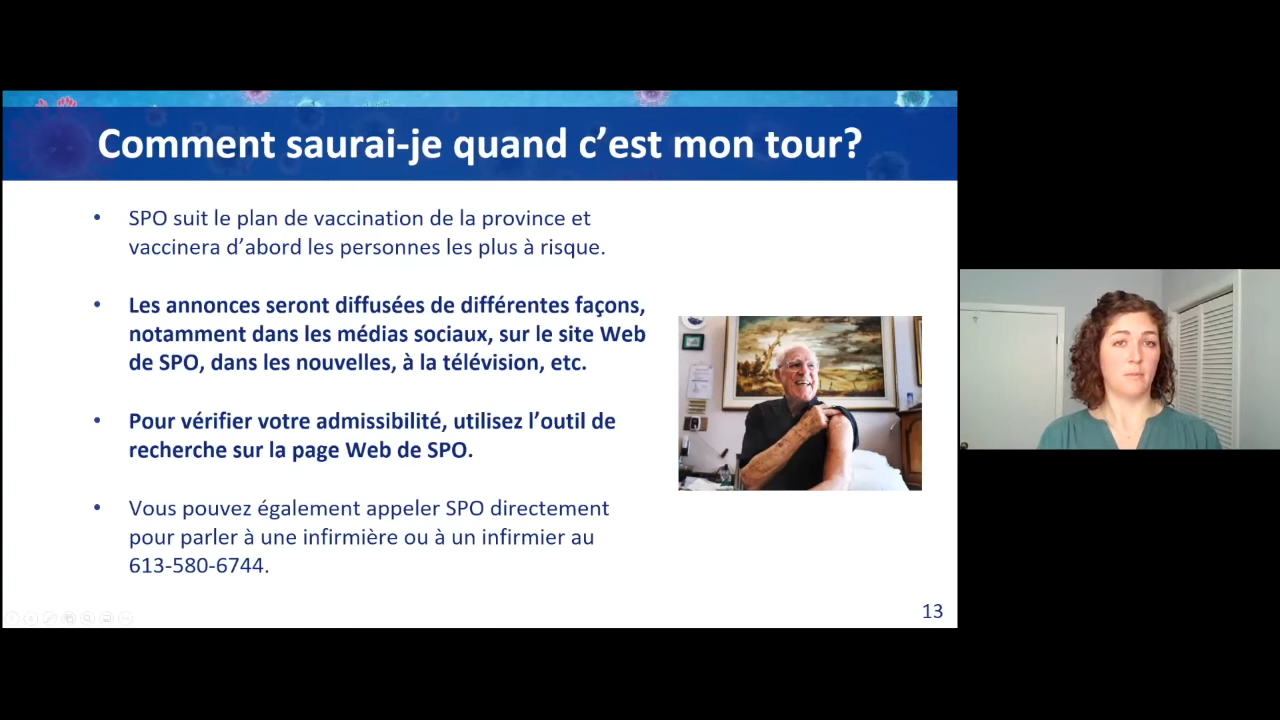 Comment saurai-je quand c’est mon tour?
• SPO suit le plan de vaccination de la province et
vaccinera d’abord les personnes les plus à risque.
• Les annonces seront diffusées de différentes façons,
notamment dans les médias sociaux, sur le site Web
de SPO, dans les nouvelles, à la télévision, etc.
• Pour vérifier votre admissibilité, utilisez l’outil de
recherche sur la page Web de SPO.
• Vous pouvez également appeler SPO directement
pour parler à une infirmière ou à un infirmier au
613-580-6744.
13